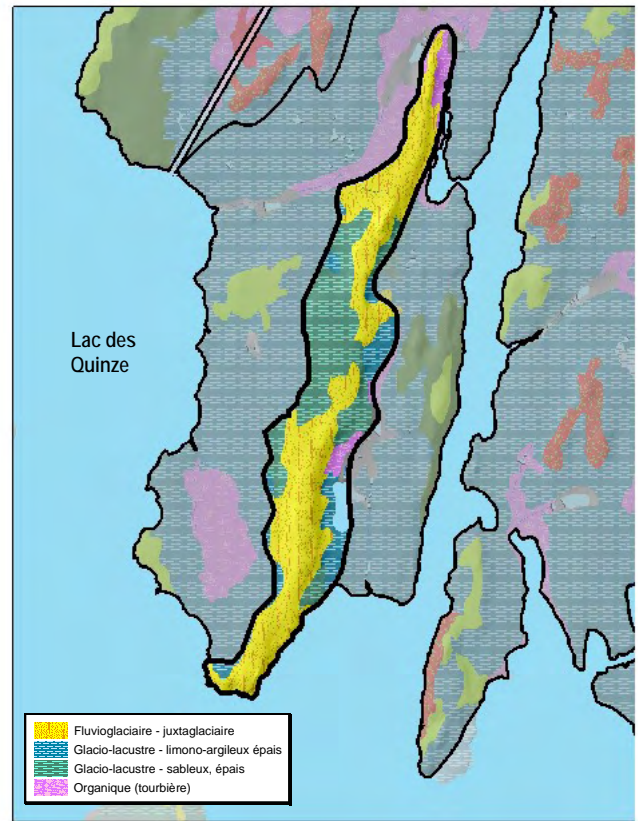 Lac des
Quinze
Fluvioglaciaire - juxtaglaciaire
Glacio-lacustre - limono-argileux épais
Glacio-lacustre - sableux, épais
Organique (tourbière)